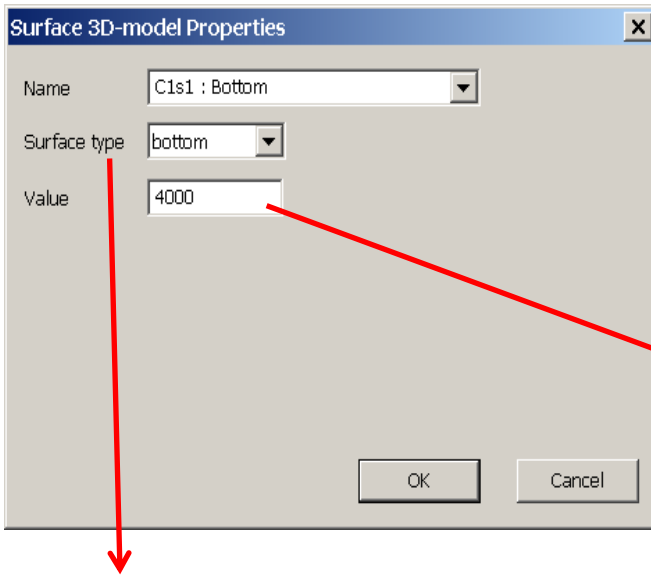 Surface 3D-model Properties
Name C1s1 : Bottom
Surface type bottom
Value 4000
OK Cancel